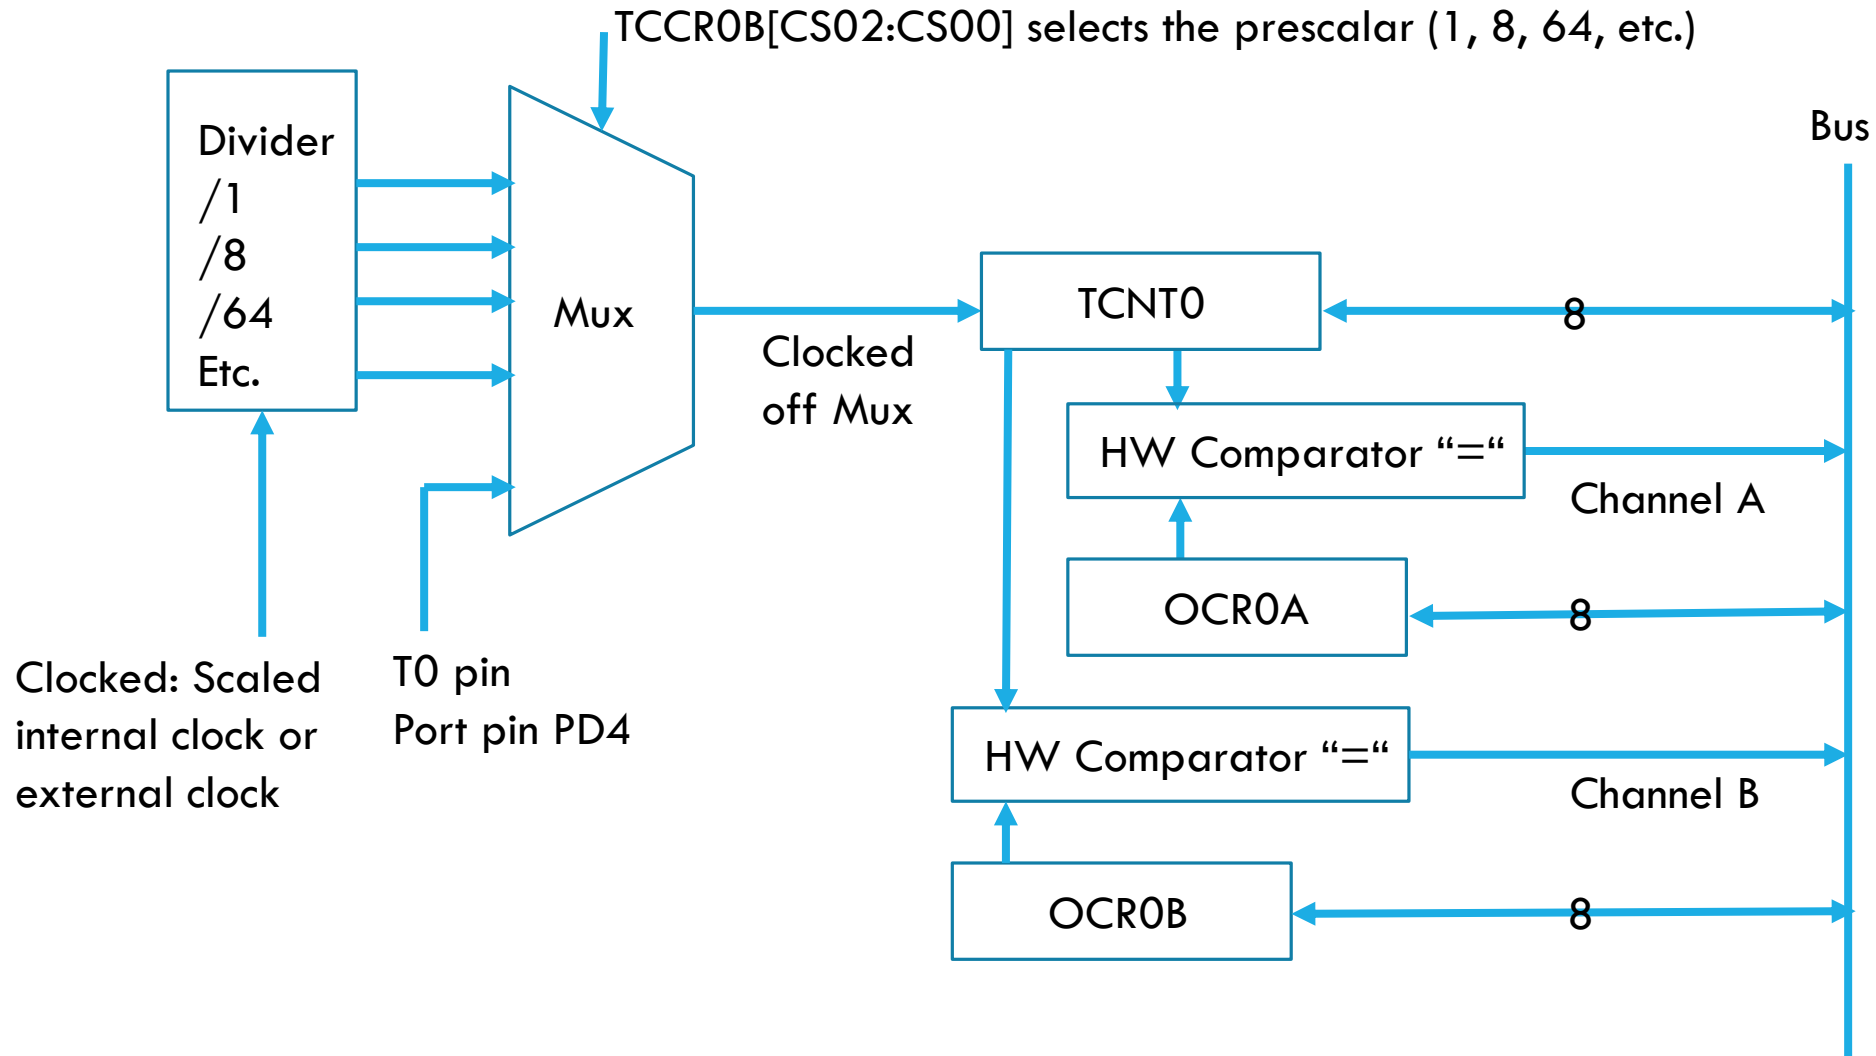 TCCR0B[CS02:CS00] selects the prescalar (1, 8, 64, etc.)
Bus
Divider
/1
/8
/64
Etc.
Mux
Clocked
off Mux
TCNT0
8
HW Comparator “=“
Channel A
OCR0A
8
Clocked: Scaled
internal clock or
external clock
T0 pin
Port pin PD4
HW Comparator “=“
Channel B
OCR0B
8